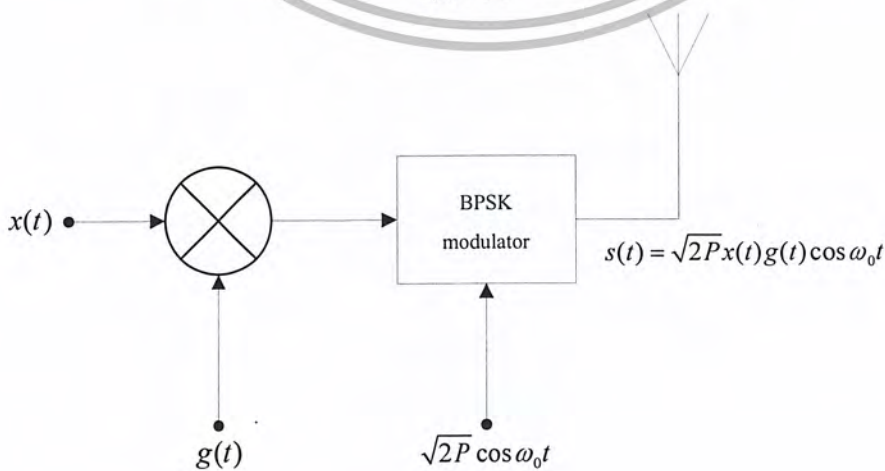 x(t)
BPSK
modulator
s(t) = √2P x(t)g(t) cos ω₀t
g(t)
√2P cos ω₀t